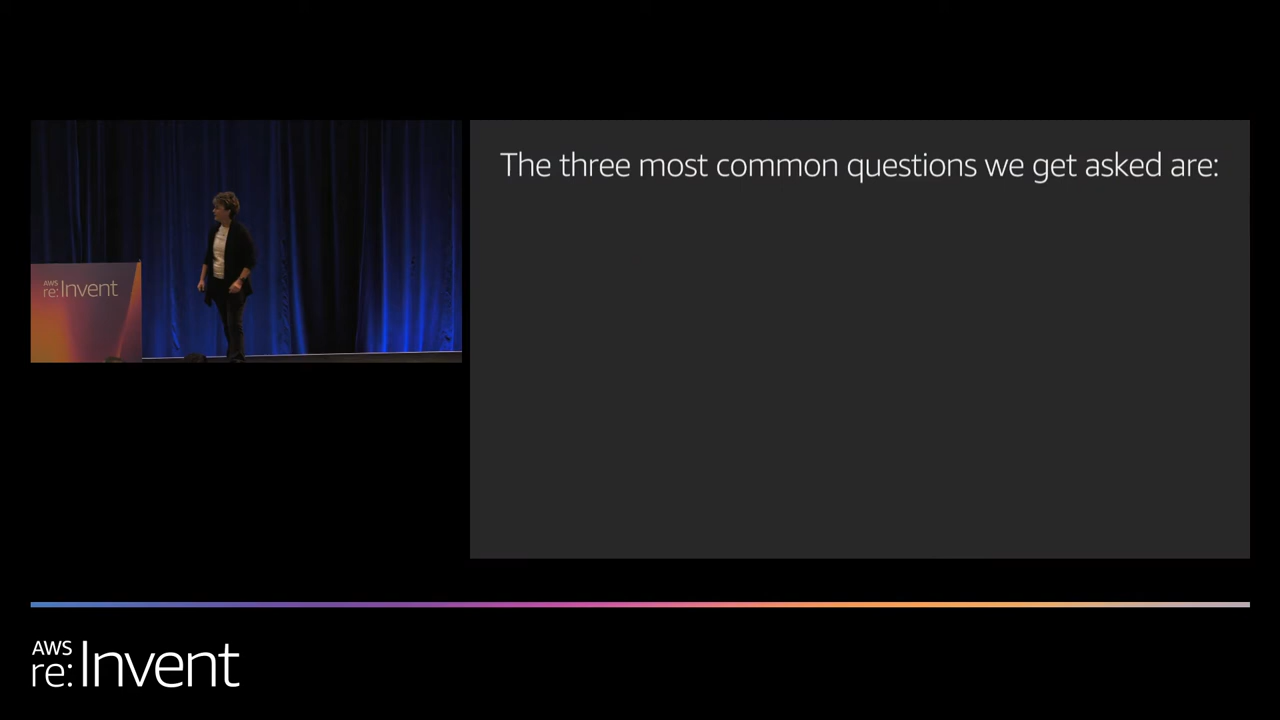 The three most common questions we get asked are:
AWS
re:Invent
AWS
re:Invent